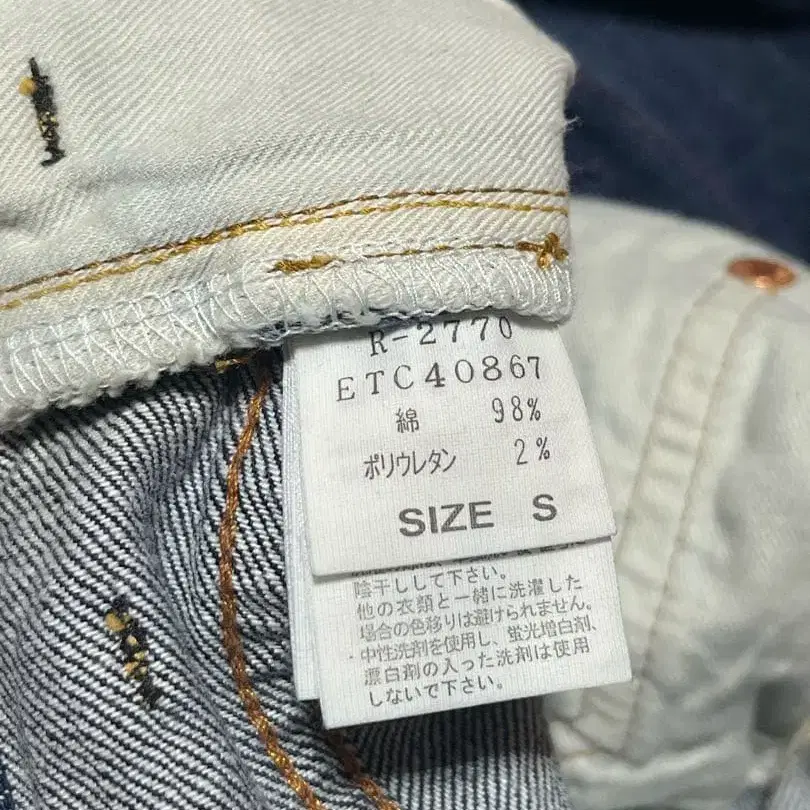 R-2770
ETC40867
綿 98%
ポリウレタン 2%
SIZE S
陰干しして下さい。
他の衣類と一緒に洗濯した
場合の色移りは避けられません。
・中性洗剤を使用し、蛍光増白剤、
漂白剤の入った洗剤は使用
しないで下さい。